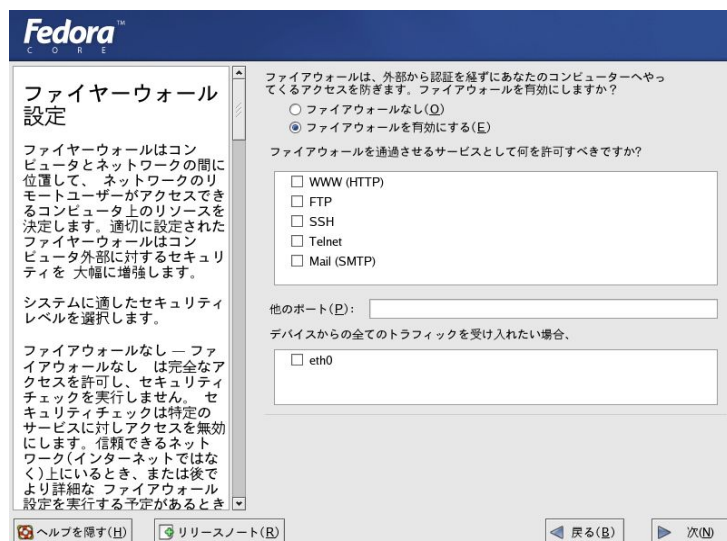 Fedora™
CORE
ファイヤーウォール
設定
ファイヤーウォールはコン
ピュータとネットワークの間に
位置して、 ネットワークのリ
モートユーザーがアクセスでき
るコンピュータ上のリソースを
決定します。適切に設定された
ファイヤーウォールはコン
ピュータ外部に対するセキュリ
ティを 大幅に増強します。
システムに適したセキュリティ
レベルを選択します。
ファイアウォールなし — ファ
イアウォールなし は完全なア
クセスを許可し、セキュリティ
チェックを実行しません。 セ
キュリティチェックは特定の
サービスに対しアクセスを無効
にします。信頼できるネット
ワーク(インターネットではな
く)上にいるとき、または後で
より詳細な ファイアウォール
設定を実行する予定があるとき
ファイアウォールは、外部から認証を経ずにあなたのコンピューターへやっ
てくるアクセスを防ぎます。ファイアウォールを有効にしますか？
ファイアウォールなし(O)
ファイアウォールを有効にする(E)
ファイアウォールを通過させるサービスとして何を許可すべきですか?
WWW (HTTP)
FTP
SSH
Telnet
Mail (SMTP)
他のポート(P):
デバイスからの全てのトラフィックを受け入れたい場合、
eth0
ヘルプを隠す(H)
リリースノート(R)
戻る(B)
次(N)